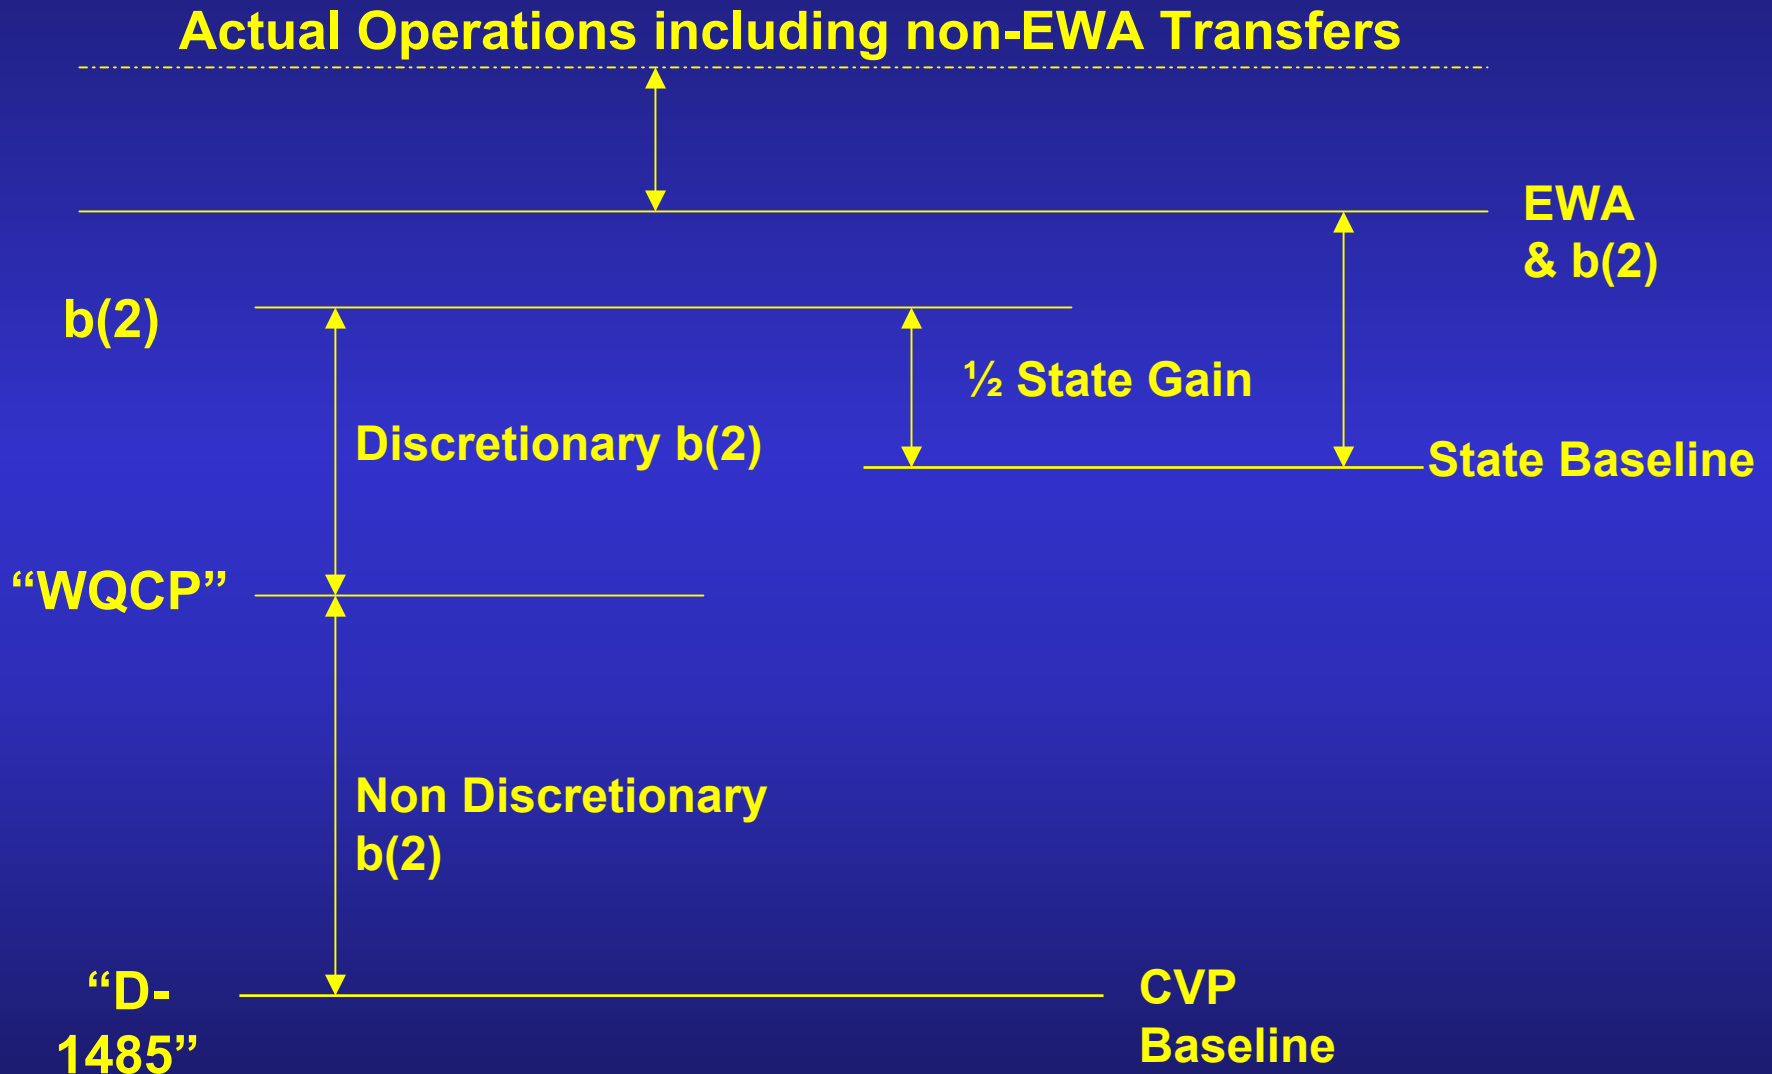 Actual Operations including non-EWA Transfers
EWA
& b(2)
b(2)
½ State Gain
Discretionary b(2)
State Baseline
“WQCP”
Non Discretionary
b(2)
“D-
1485”
CVP
Baseline